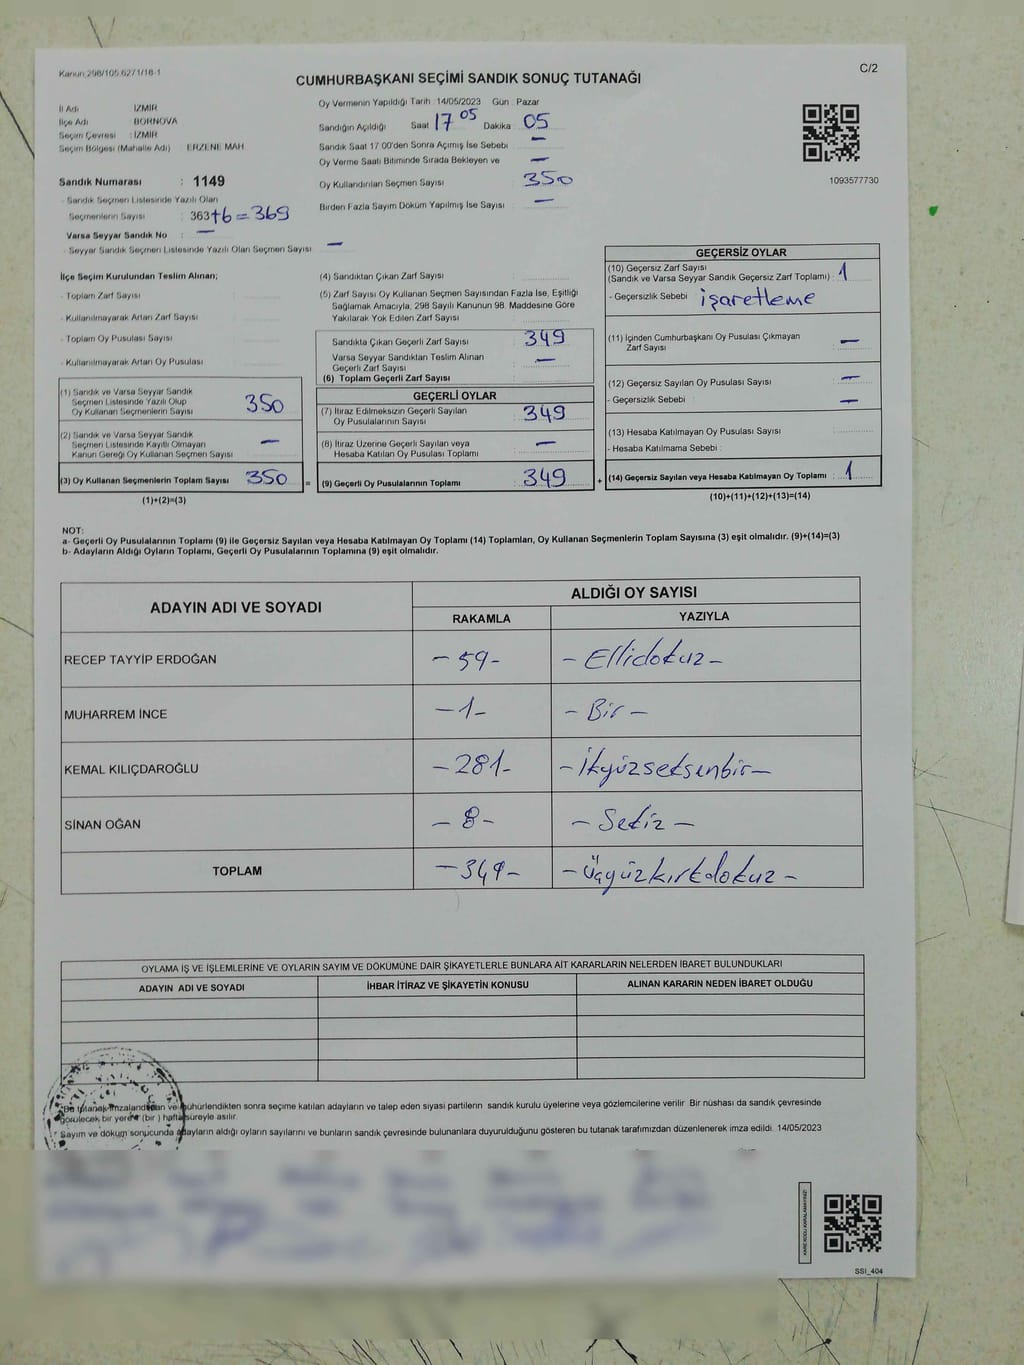 Kanun 298/105,6271/18-1
C/2
CUMHURBAŞKANI SEÇİMİ SANDIK SONUÇ TUTANAĞI
İl Adı İZMİR
İlçe Adı BORNOVA
Seçim Çevresi : İZMİR
Seçim Bölgesi (Mahalle Adı) ERZENE MAH
Sandık Numarası : 1149
- Sandık Seçmen Listesinde Yazılı Olan
Seçmenlerin Sayısı : 363+6=369
Varsa Seyyar Sandık No : —
- Seyyar Sandık Seçmen Listesinde Yazılı Olan Seçmen Sayısı —
Oy Vermenin Yapıldığı Tarih : 14/05/2023 Gün : Pazar
Sandığın Açıldığı Saat 17 05 Dakika : 05
Sandık Saat 17:00'den Sonra Açılmış İse Sebebi —
Oy Verme Saati Bitiminde Sırada Bekleyen ve —
Oy Kullandırılan Seçmen Sayısı : 350
Birden Fazla Sayım Döküm Yapılmış İse Sayısı : —
1093577730
İlçe Seçim Kurulundan Teslim Alınan;
- Toplam Zarf Sayısı
- Kullanılmayarak Artan Zarf Sayısı
- Toplam Oy Pusulası Sayısı
- Kullanılmayarak Artan Oy Pusulası
(1) Sandık ve Varsa Seyyar Sandık
Seçmen Listesinde Yazılı Olup
Oy Kullanan Seçmenlerin Sayısı 350
(2) Sandık ve Varsa Seyyar Sandık
Seçmen Listesinde Kayıtlı Olmayan
Kanun Gereği Oy Kullanan Seçmen Sayısı —
(3) Oy Kullanan Seçmenlerin Toplam Sayısı 350
(1)+(2)=(3)
(4) Sandıktan Çıkan Zarf Sayısı
(5) Zarf Sayısı Oy Kullanan Seçmen Sayısından Fazla İse, Eşitliği
Sağlamak Amacıyla, 298 Sayılı Kanunun 98. Maddesine Göre
Yakılarak Yok Edilen Zarf Sayısı
Sandıkta Çıkan Geçerli Zarf Sayısı 349
Varsa Seyyar Sandıktan Teslim Alınan
Geçerli Zarf Sayısı —
(6) Toplam Geçerli Zarf Sayısı
GEÇERLİ OYLAR
(7) İtiraz Edilmeksizin Geçerli Sayılan
Oy Pusulalarının Sayısı 349
(8) İtiraz Üzerine Geçerli Sayılan veya
Hesaba Katılan Oy Pusulası Toplamı —
= (9) Geçerli Oy Pusulalarının Toplamı 349
GEÇERSİZ OYLAR
(10) Geçersiz Zarf Sayısı
(Sandık ve Varsa Seyyar Sandık Geçersiz Zarf Toplamı) : 1
- Geçersizlik Sebebi : işaretleme
(11) İçinden Cumhurbaşkanı Oy Pusulası Çıkmayan
Zarf Sayısı —
(12) Geçersiz Sayılan Oy Pusulası Sayısı —
- Geçersizlik Sebebi : —
(13) Hesaba Katılmayan Oy Pusulası Sayısı
- Hesaba Katılmama Sebebi :
+ (14) Geçersiz Sayılan veya Hesaba Katılmayan Oy Toplamı : 1
(10)+(11)+(12)+(13)=(14)
NOT:
a- Geçerli Oy Pusulalarının Toplamı (9) ile Geçersiz Sayılan veya Hesaba Katılmayan Oy Toplamı (14) Toplamları, Oy Kullanan Seçmenlerin Toplam Sayısına (3) eşit olmalıdır. (9)+(14)=(3)
b- Adayların Aldığı Oyların Toplamı, Geçerli Oy Pusulalarının Toplamına (9) eşit olmalıdır.
ADAYIN ADI VE SOYADI ALDIĞI OY SAYISI
RAKAMLA YAZIYLA
RECEP TAYYİP ERDOĞAN -59- -Ellidokuz-
MUHARREM İNCE -1- -Bir-
KEMAL KILIÇDAROĞLU -281- -İkyüzseksenbir-
SİNAN OĞAN -8- -Sekiz-
TOPLAM -349- -Üçyüzkırkdokuz-
OYLAMA İŞ VE İŞLEMLERİNE VE OYLARIN SAYIM VE DÖKÜMÜNE DAİR ŞİKAYETLERLE BUNLARA AİT KARARLARIN NELERDEN İBARET BULUNDUKLARI
ADAYIN ADI VE SOYADI İHBAR İTİRAZ VE ŞİKAYETİN KONUSU ALINAN KARARIN NEDEN İBARET OLDUĞU
*Bu tutanak imzalandıktan ve mühürlendikten sonra seçime katılan adayların ve talep eden siyasi partilerin sandık kurulu üyelerine veya gözlemcilerine verilir. Bir nüshası da sandık çevresinde
görülecek bir yere (bir) hafta süreyle asılır.
* Sayım ve döküm sonucunda adayların aldığı oyların sayılarını ve bunların sandık çevresinde bulunanlara duyurulduğunu gösteren bu tutanak tarafımızdan düzenlenerek imza edildi. 14/05/2023
KARE KODU KARALAMAYINIZ!
SSI_404